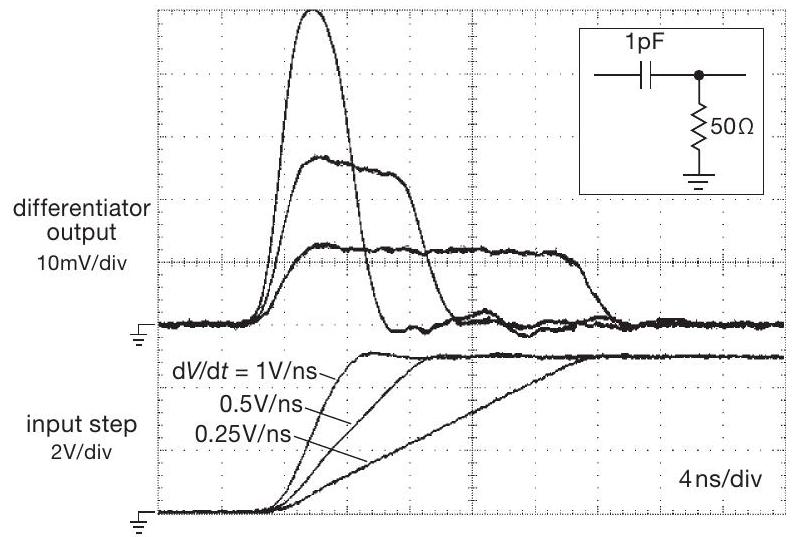 1pF
50Ω
differentiator
output
10mV/div
dV/dt = 1V/ns
0.5V/ns
0.25V/ns
input step
2V/div
4ns/div